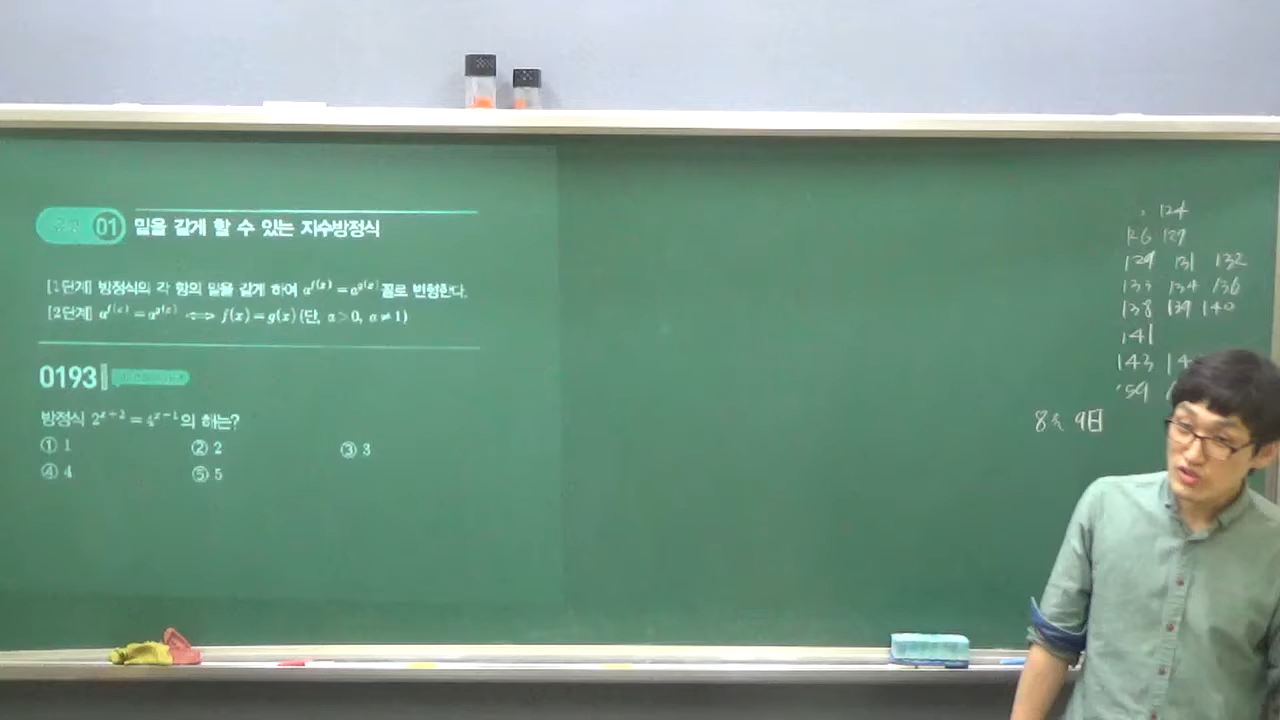 01 밑을 같게 할 수 있는 지수방정식
[1단계] 방정식의 각 항의 밑을 같게 하여 a^{f(x)}=a^{g(x)} 꼴로 변형한다.
[2단계] a^{f(x)}=a^{g(x)} ⟺ f(x)=g(x) (단, a>0, a≠1)
0193
방정식 2^{x+2}=4^{x-1}의 해는?
① 1 ② 2 ③ 3
④ 4 ⑤ 5
124
126 127
129 131 132
133 134 136
138 139 140
141
143
159
8月 9日